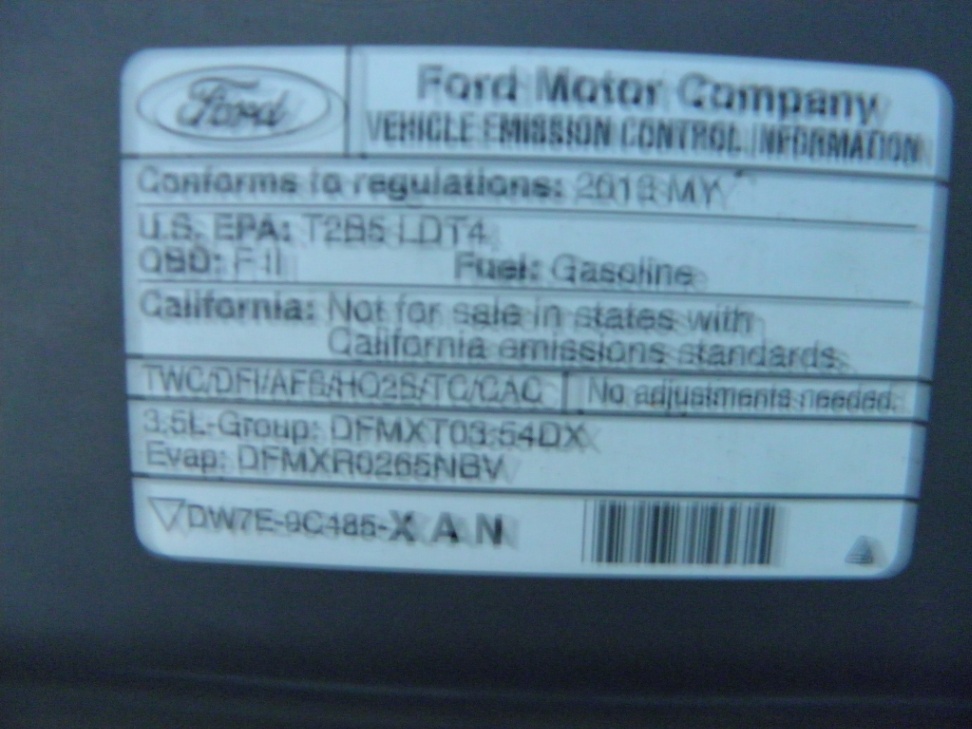 Ford
Ford Motor Company
VEHICLE EMISSION CONTROL INFORMATION
Conforms to regulations: 2013 MY
U.S. EPA: T2B5 LDT4
OBD: F II Fuel: Gasoline
California: Not for sale in states with
California emissions standards.
TWC/DFI/AFS/HO2S/TC/CAC No adjustments needed.
3.5L-Group: DFMXT03.54DX
Evap: DFMXR0265NBV
DW7E-9C485-X A N